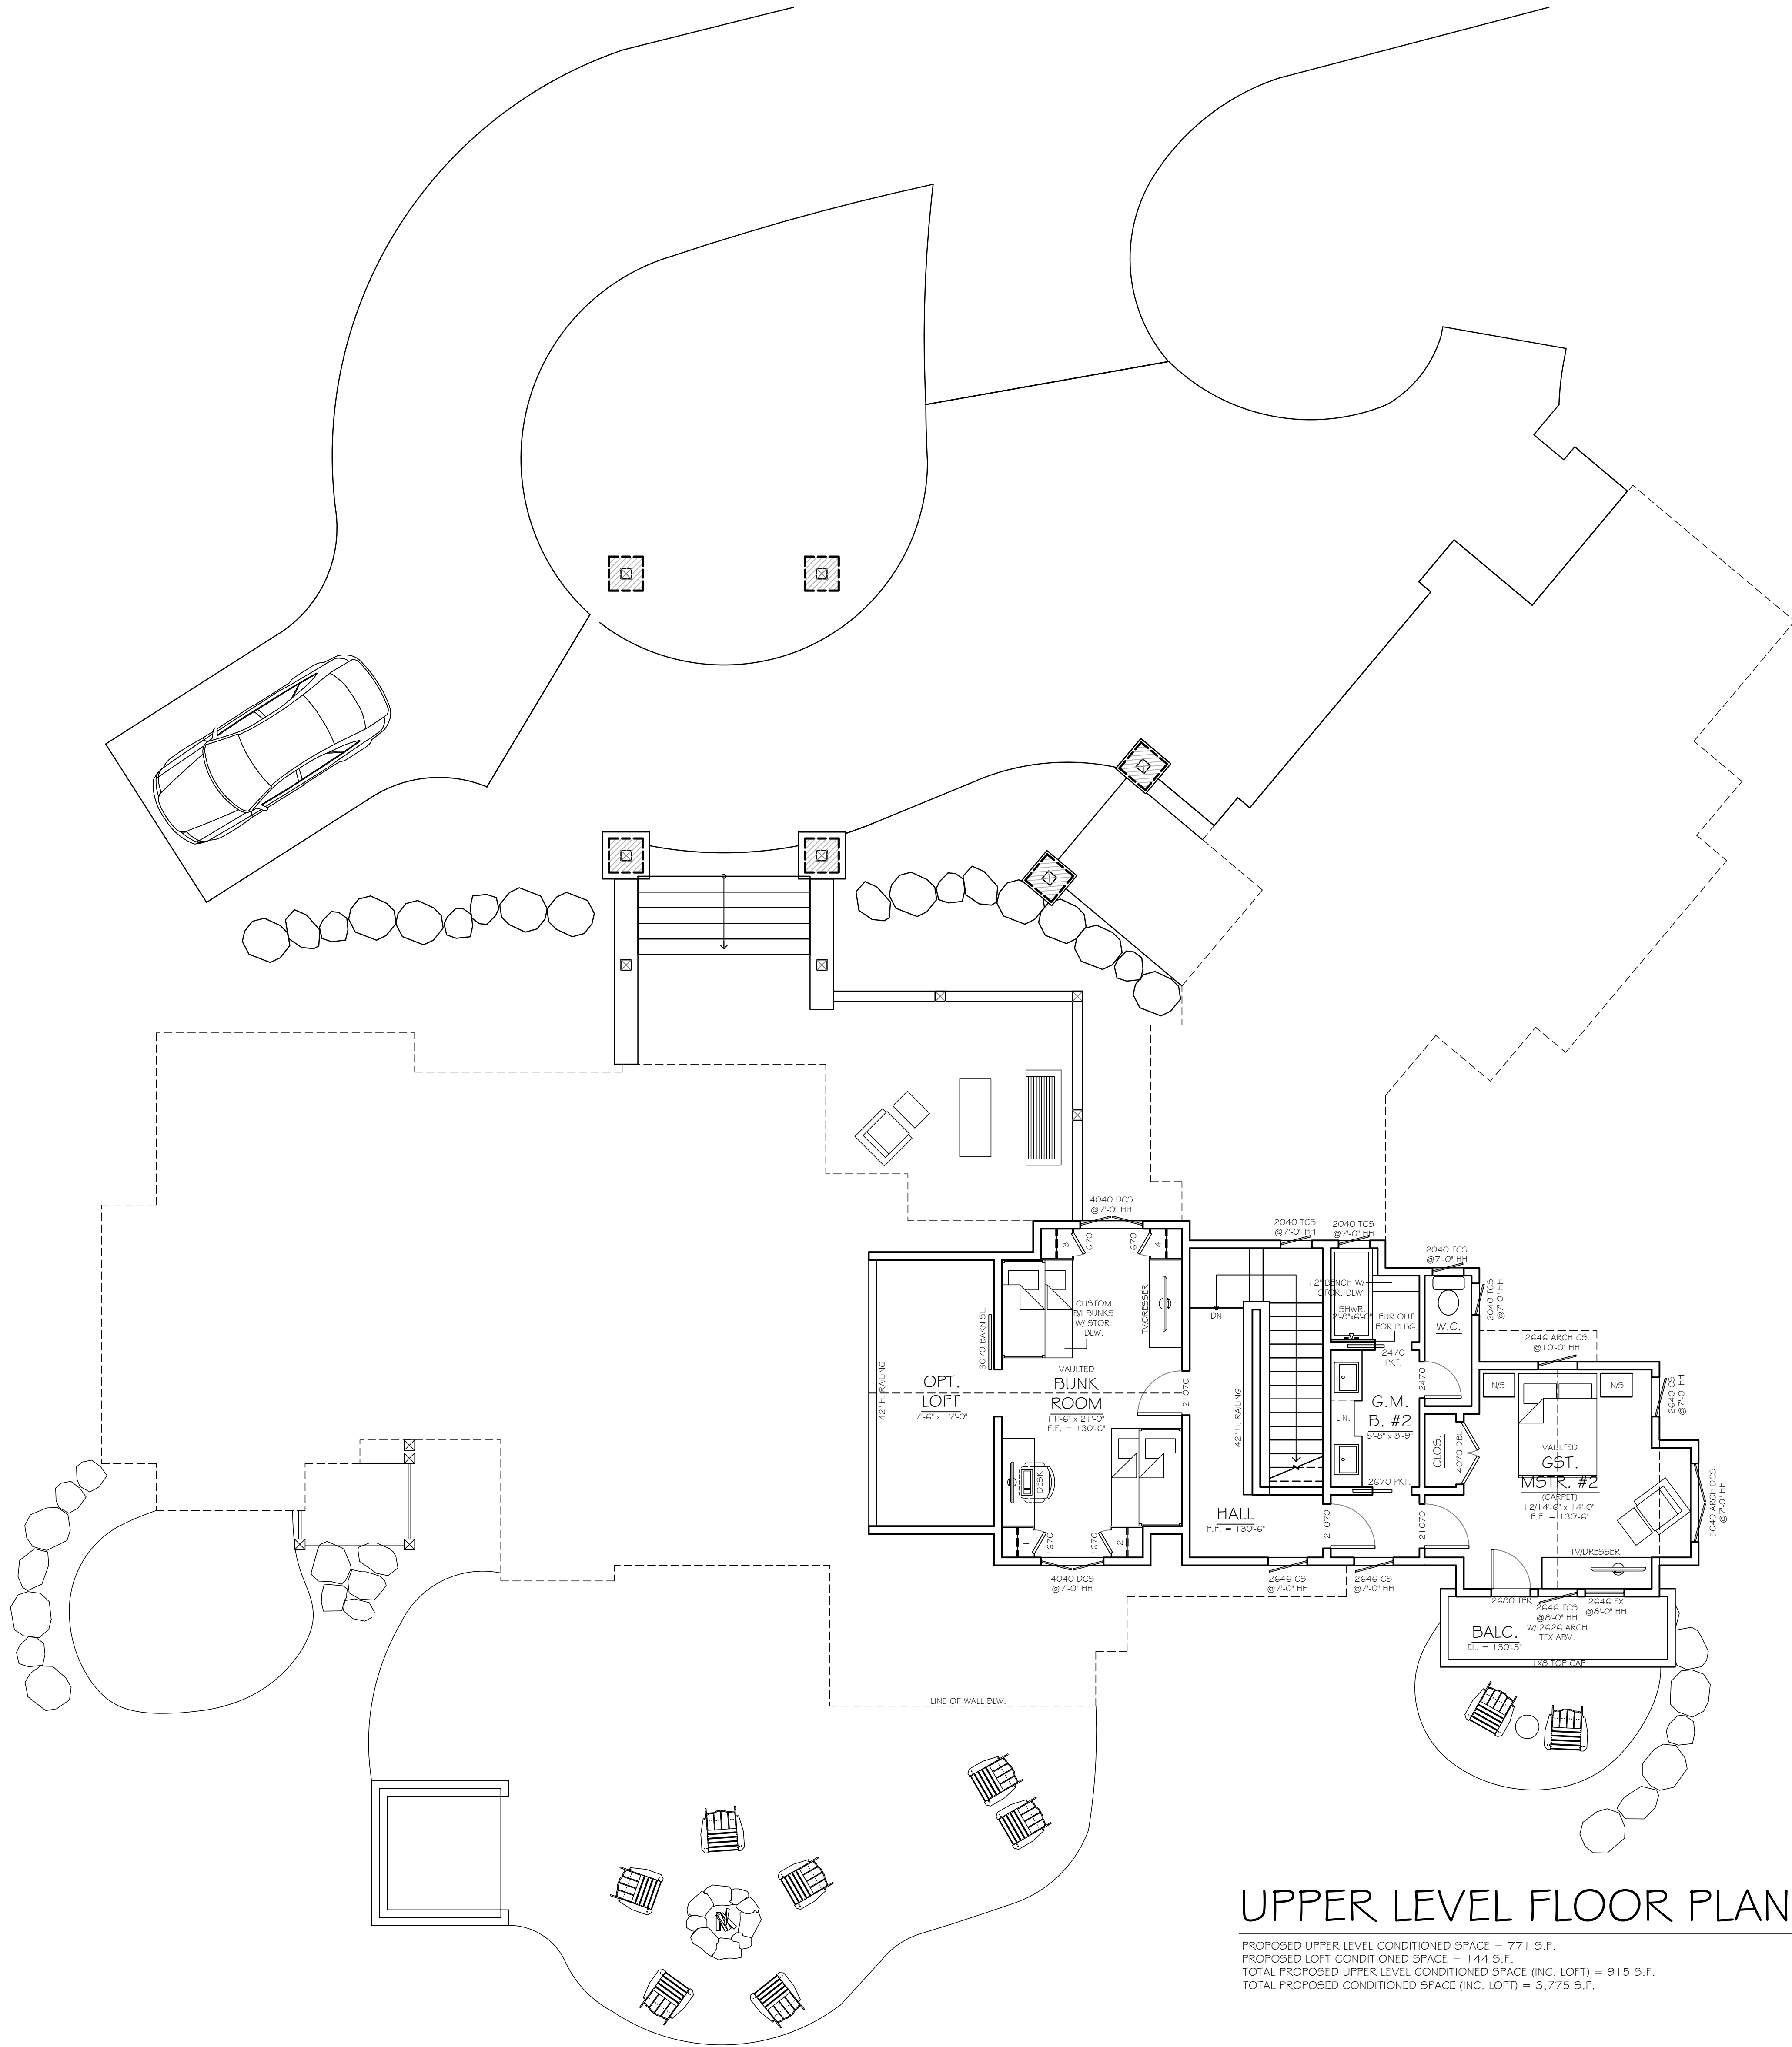 4040 DCS
@7'-0" HH
2040 TCS
@7'-0" HH
2040 TCS
@7'-0" HH
2040 TCS
@7'-0" HH
2040 TCS
@7'-0" HH
3
1670
1670
4
12" BENCH W/
STOR. BLW.
SHWR.
2'-8"x6'-0"
FUR OUT
FOR PLBG.
W.C.
CUSTOM
B/I BUNKS
W/ STOR.
BLW.
TV/DRESSER
DN
3070 BARN SL.
2646 ARCH CS
@10'-0" HH
2470
PKT.
2470
42" H. RAILING
OPT.
LOFT
7'-6" x 17'-0"
VAULTED
BUNK
ROOM
11'-6" x 21'-0"
F.F. = 130'-6"
21070
42" H. RAILING
G.M.
B. #2
5'-8" x 8'-9"
LIN.
N/S
N/S
2640 CS
@7'-0" HH
CLOS.
4070 DBL.
VAULTED
GST.
MSTR. #2
(CARPET)
12/14'-6" x 14'-0"
F.F. = 130'-6"
DESK
2670 PKT.
HALL
F.F. = 130'-6"
21070
21070
5040 ARCH DCS
@7'-0" HH
1
1670
1670
2
TV/DRESSER
4040 DCS
@7'-0" HH
2646 CS
@7'-0" HH
2646 CS
@7'-0" HH
2680 TFR
2646 TCS
@8'-0" HH
W/ 2626 ARCH
TFX ABV.
2646 FX
@8'-0" HH
BALC.
EL. = 130'-3"
1X8 TOP CAP
LINE OF WALL BLW.
UPPER LEVEL FLOOR PLAN
PROPOSED UPPER LEVEL CONDITIONED SPACE = 771 S.F.
PROPOSED LOFT CONDITIONED SPACE = 144 S.F.
TOTAL PROPOSED UPPER LEVEL CONDITIONED SPACE (INC. LOFT) = 915 S.F.
TOTAL PROPOSED CONDITIONED SPACE (INC. LOFT) = 3,775 S.F.